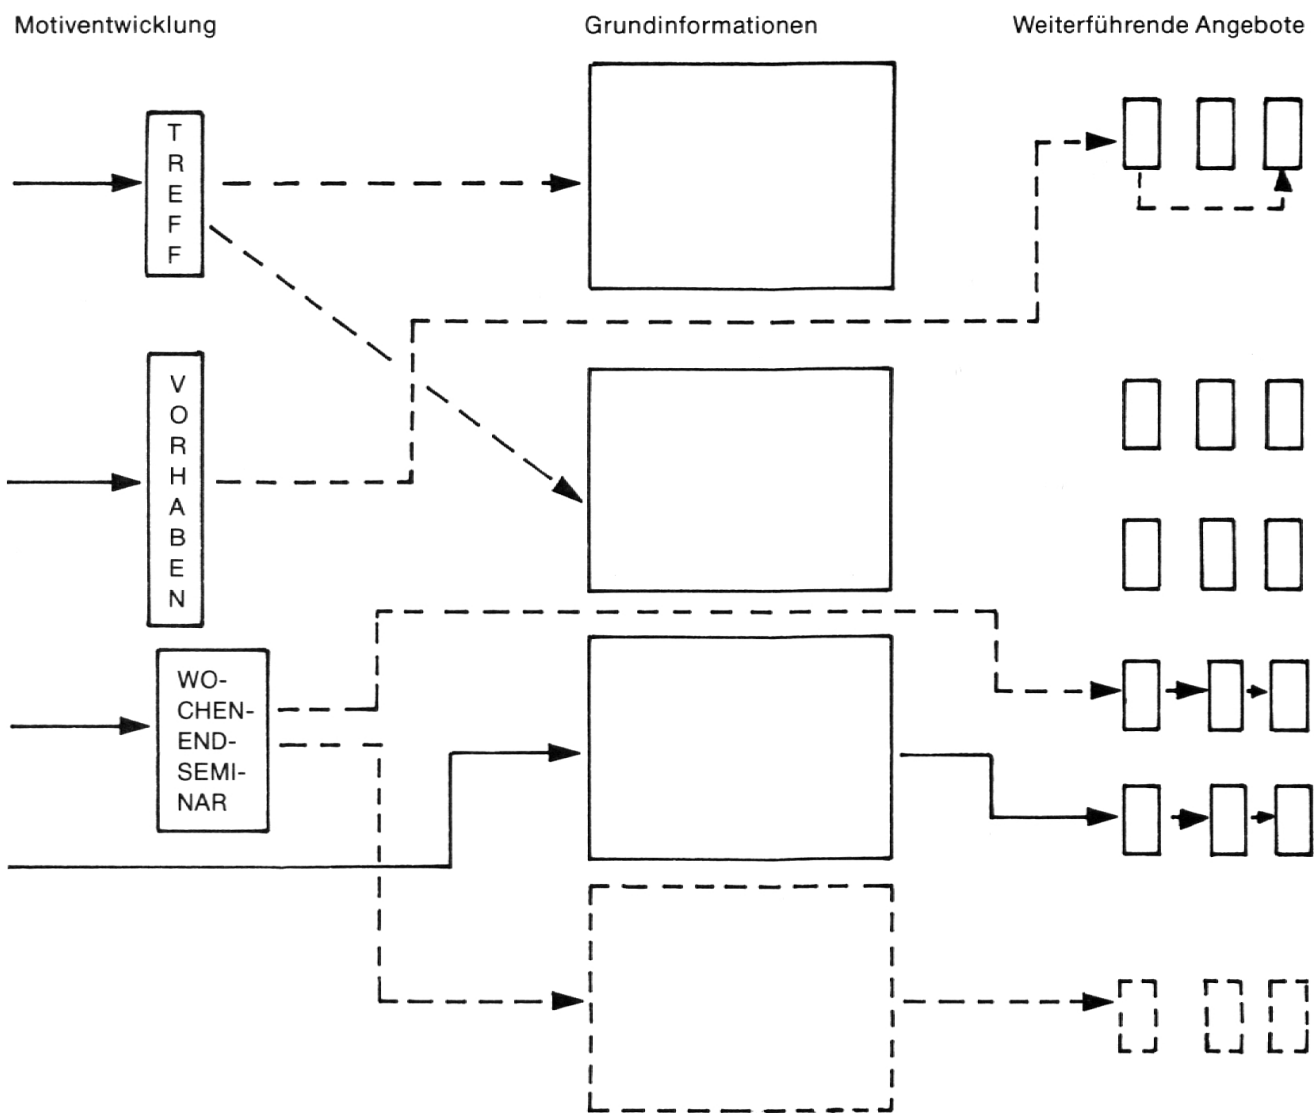 Motiventwicklung
Grundinformationen
Weiterführende Angebote
T
R
E
F
F
V
O
R
H
A
B
E
N
WO-
CHEN-
END-
SEMI-
NAR